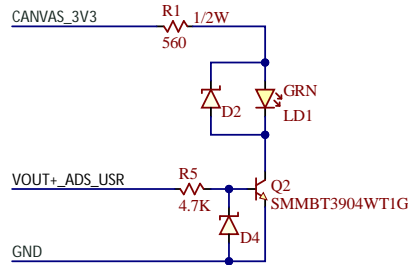 CANVAS_3V3
R1 1/2W
560
GRN
D2
LD1
VOUT+_ADS_USR
R5
4.7K
Q2
SMMBT3904WT1G
D4
GND